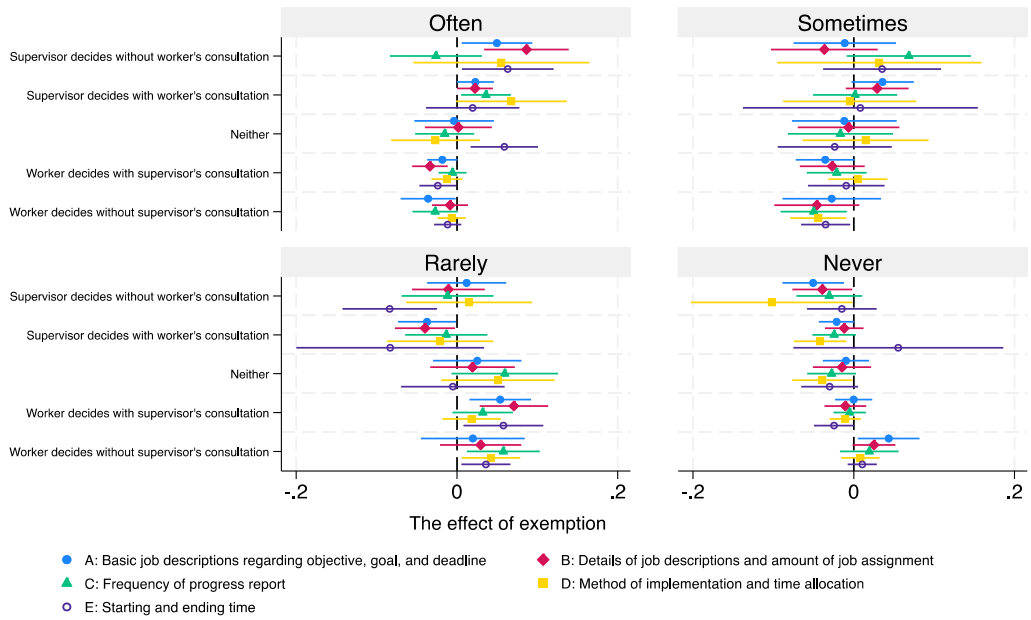 Often
Sometimes
Supervisor decides without worker's consultation
Supervisor decides with worker's consultation
Neither
Worker decides with supervisor's consultation
Worker decides without supervisor's consultation
Rarely
Never
Supervisor decides without worker's consultation
Supervisor decides with worker's consultation
Neither
Worker decides with supervisor's consultation
Worker decides without supervisor's consultation
-.2 0 .2 -.2 0 .2
The effect of exemption
A: Basic job descriptions regarding objective, goal, and deadline
B: Details of job descriptions and amount of job assignment
C: Frequency of progress report
D: Method of implementation and time allocation
E: Starting and ending time